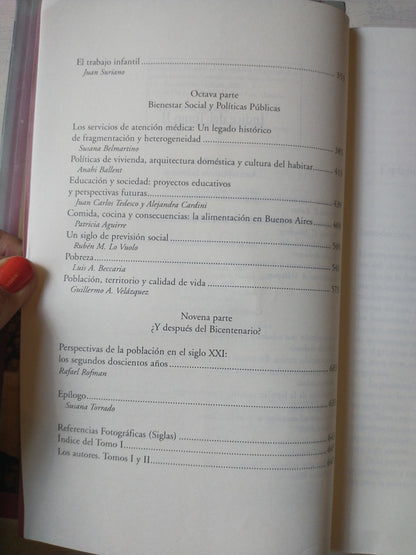 El trabajo infantil 353
Juan Suriano
Octava parte
Bienestar Social y Políticas Públicas
Los servicios de atención médica: Un legado histórico
de fragmentación y heterogeneidad
Susana Belmartino
Políticas de vivienda, arquitectura doméstica y cultura del habitar
Anahi Ballent
Educación y sociedad: proyectos educativos
y perspectivas futuras
Juan Carlos Tedesco y Alejandra Cardini
Comida, cocina y consecuencias: la alimentación en Buenos Aires
Patricia Aguirre
Un siglo de previsión social
Rubén M. Lo Vuolo
Pobreza
Luis A. Beccaria
Población, territorio y calidad de vida
Guillermo A. Velázquez
Novena parte
¿Y después del Bicentenario?
Perspectivas de la población en el siglo XXI:
los segundos doscientos años
Rafael Rofman
Epílogo
Susana Torrado
Referencias Fotográficas (Siglas)
Índice del Tomo I
Los autores. Tomos I y II